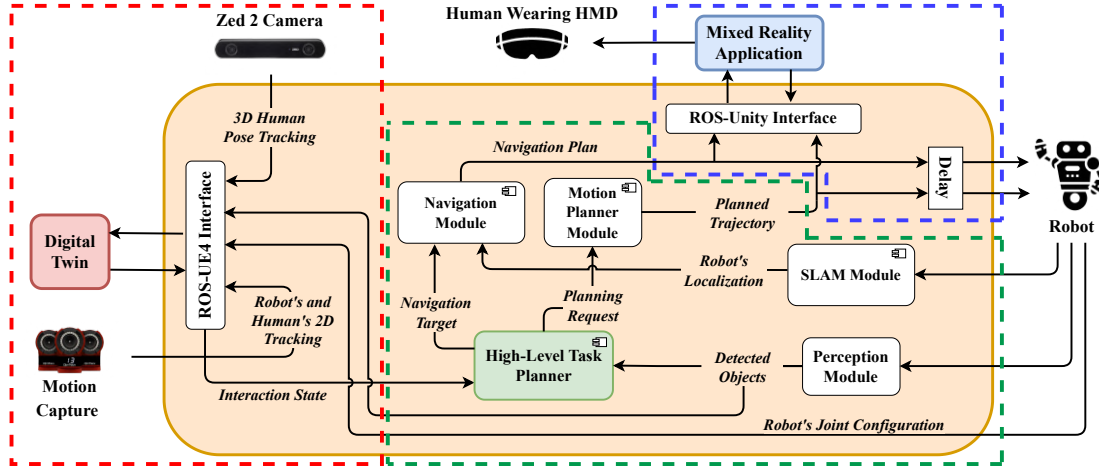 Zed 2 Camera
Human Wearing HMD
Mixed Reality
Application
3D Human
Pose Tracking
ROS-Unity Interface
Navigation Plan
Delay
ROS-UE4 Interface
Navigation
Module
Motion
Planner
Module
Planned
Trajectory
Robot
Digital
Twin
Robot's
Localization
SLAM Module
Robot's and
Human's 2D
Tracking
Navigation
Target
Planning
Request
13
Motion
Capture
High-Level Task
Planner
Detected
Objects
Perception
Module
Interaction State
Robot's Joint Configuration